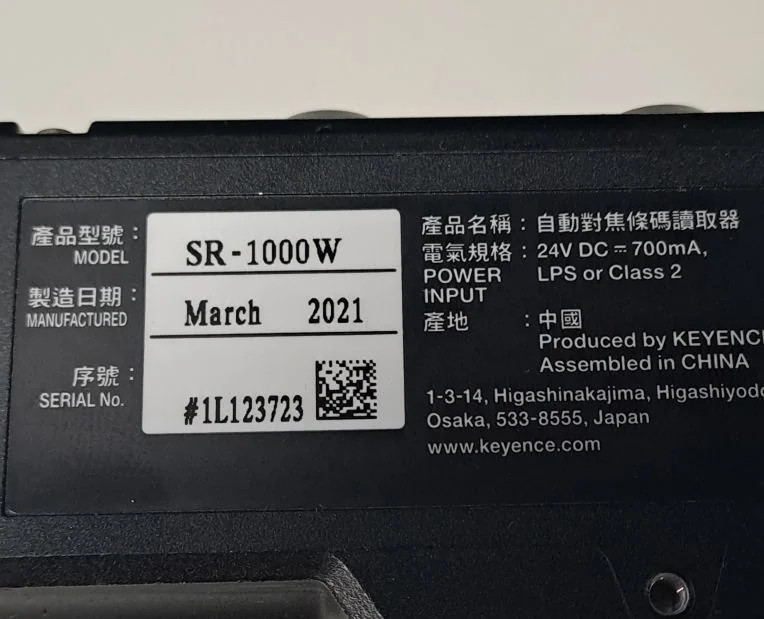 產品型號：
MODEL
SR-1000W
製造日期：
MANUFACTURED
March 2021
序號：
SERIAL No.
#1L123723
產品名稱：自動對焦條碼讀取器
電氣規格：24V DC⎓700mA,
POWER LPS or Class 2
INPUT
產地 ：中國
Produced by KEYENC
Assembled in CHINA
1-3-14, Higashinakajima, Higashiyodo
Osaka, 533-8555, Japan
www.keyence.com